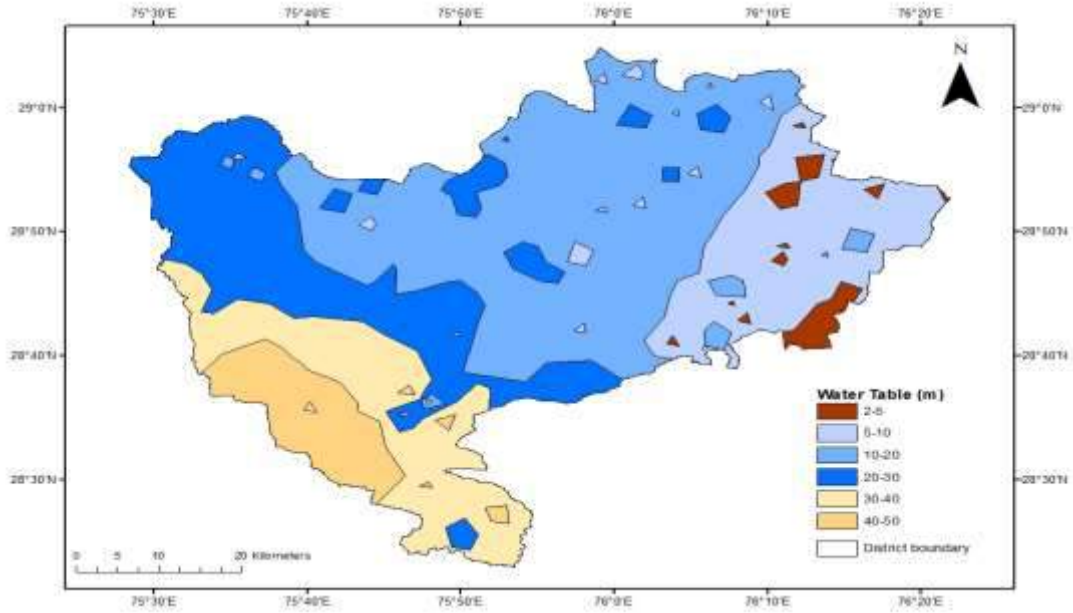 75°30'E 75°40'E 75°50'E 76°0'E 76°10'E 76°20'E
N
29°0'N 29°0'N
28°50'N 28°50'N
28°40'N 28°40'N
Water Table (m)
2-5
5-10
10-20
28°30'N 28°30'N
20-30
30-40
40-50
District boundary
0 5 10 20 Kilometers
75°30'E 75°40'E 75°50'E 76°0'E 76°10'E 76°20'E